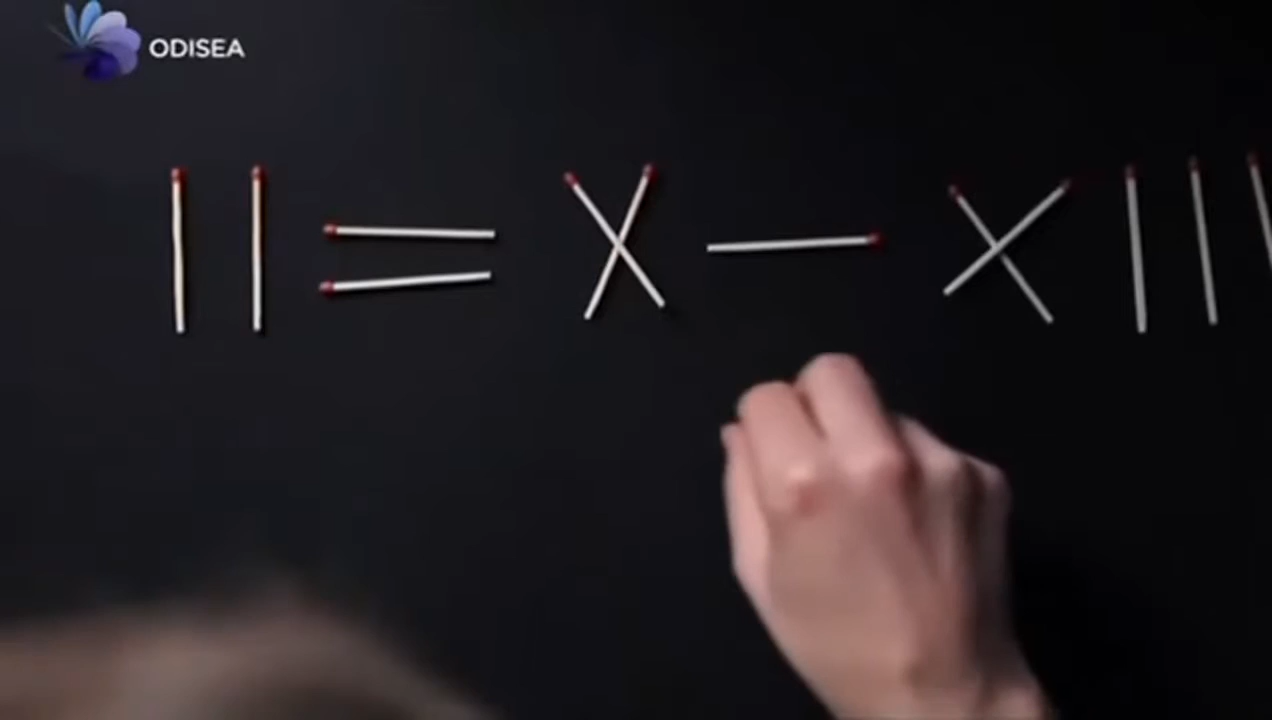 ODISEA
II = X - XIII